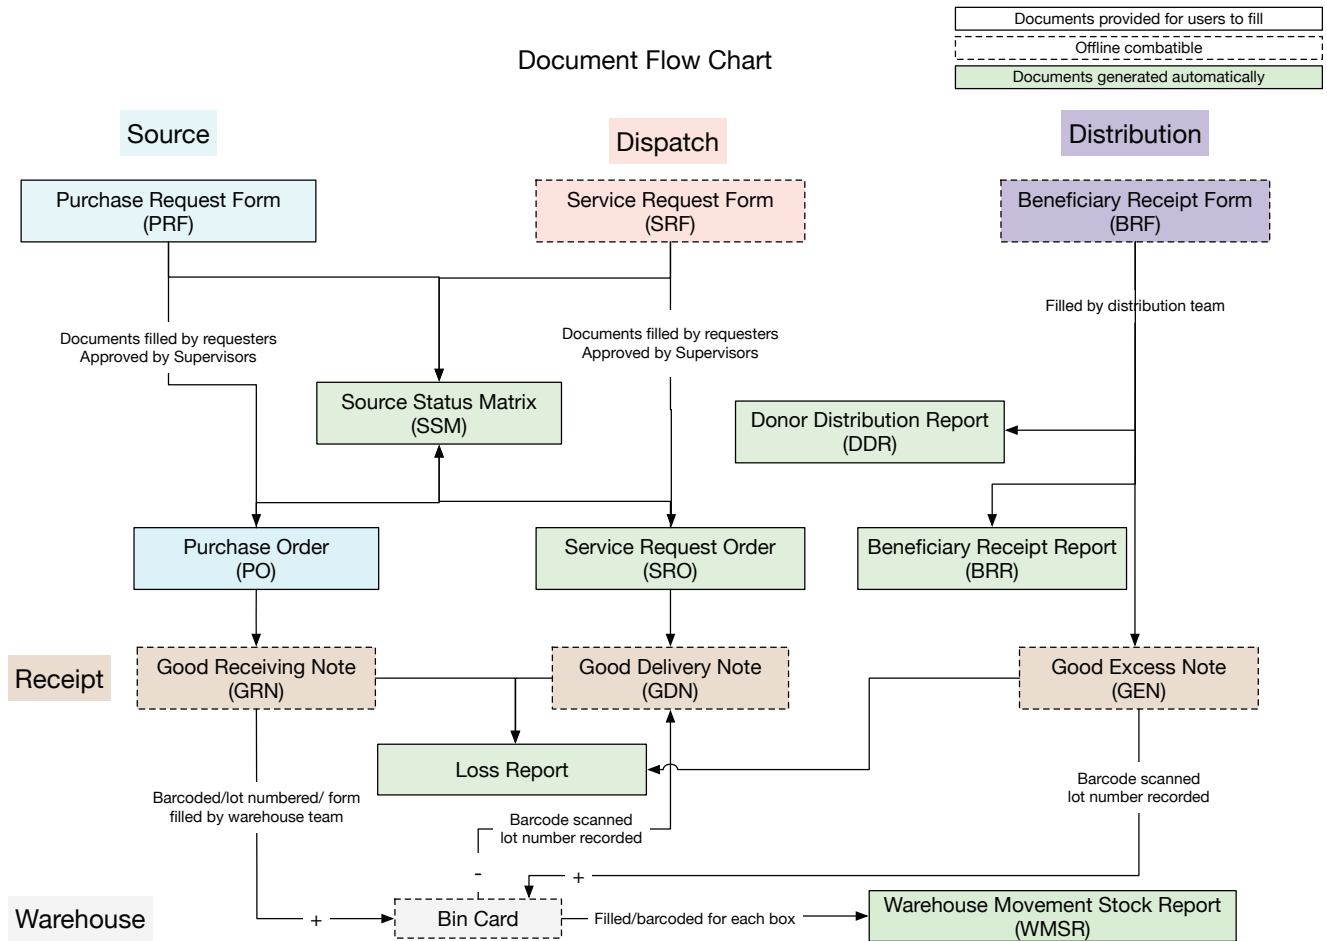 Documents provided for users to fill
Offline combatible
Documents generated automatically
Document Flow Chart
Source
Dispatch
Distribution
Purchase Request Form
(PRF)
Service Request Form
(SRF)
Beneficiary Receipt Form
(BRF)
Documents filled by requesters
Approved by Supervisors
Documents filled by requesters
Approved by Supervisors
Filled by distribution team
Source Status Matrix
(SSM)
Donor Distribution Report
(DDR)
Purchase Order
(PO)
Service Request Order
(SRO)
Beneficiary Receipt Report
(BRR)
Receipt
Good Receiving Note
(GRN)
Good Delivery Note
(GDN)
Good Excess Note
(GEN)
Loss Report
Barcoded/lot numbered/ form
filled by warehouse team
Barcode scanned
lot number recorded
Barcode scanned
lot number recorded
-
+
+
Warehouse
Bin Card
Filled/barcoded for each box
Warehouse Movement Stock Report
(WMSR)